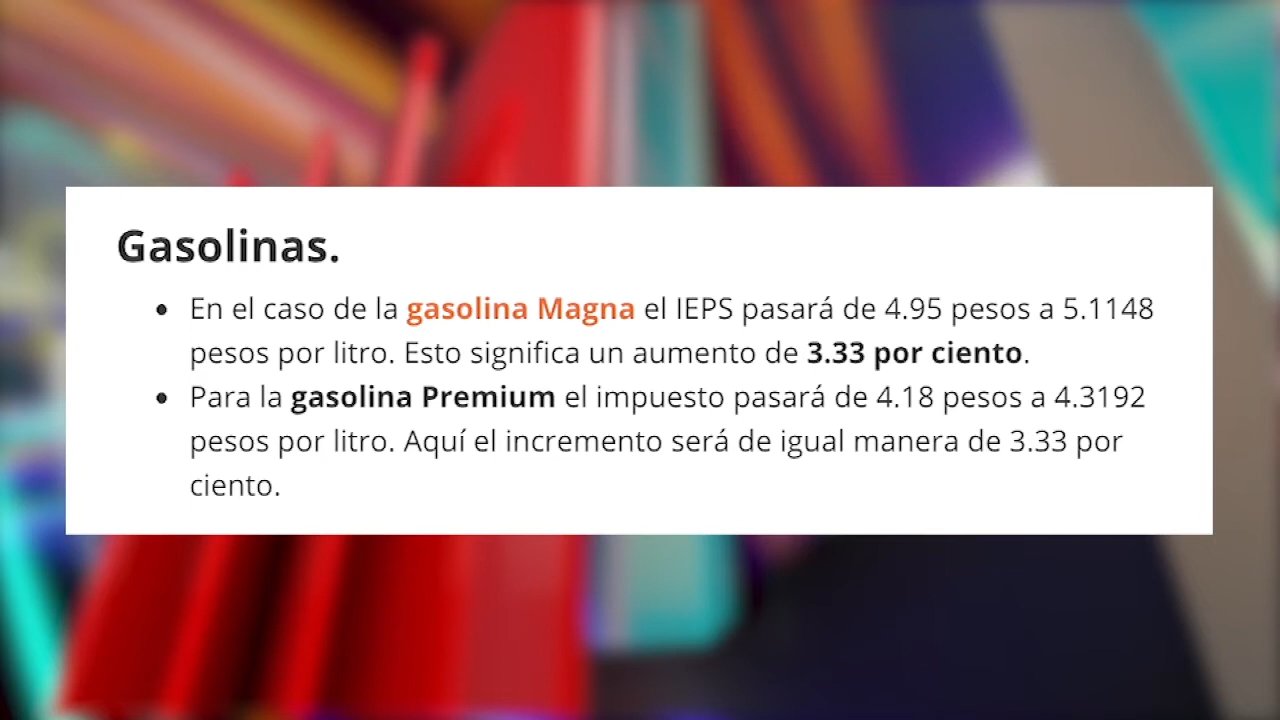 Gasolinas.
• En el caso de la gasolina Magna el IEPS pasará de 4.95 pesos a 5.1148
pesos por litro. Esto significa un aumento de 3.33 por ciento.
• Para la gasolina Premium el impuesto pasará de 4.18 pesos a 4.3192
pesos por litro. Aquí el incremento será de igual manera de 3.33 por
ciento.